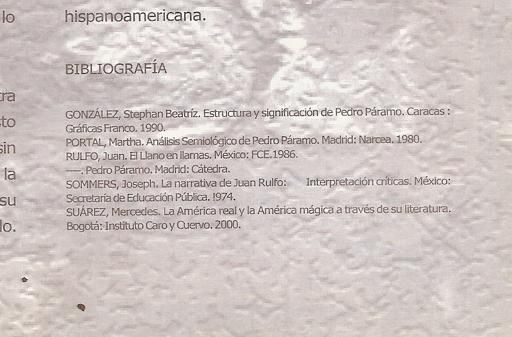 lo
hispanoamericana.
BIBLIOGRAFÍA
ra
GONZÁLEZ, Stephan Beatríz. Estructura y significación de Pedro Páramo. Caracas :
sto
Gráficas Franco. 1990.
PORTAL, Martha. Análisis Semiológico de Pedro Páramo. Madrid: Narcea. 1980.
sin
RULFO, Juan. El Llano en llamas. México: FCE.1986.
la
----. Pedro Páramo. Madrid: Cátedra.
SOMMERS, Joseph. La narrativa de Juan Rulfo: Interpretación críticas. México:
su
Secretaría de Educación Pública. !974.
SUÁREZ, Mercedes. La América real y la América mágica a través de su literatura.
lo.
Bogotá: Instituto Caro y Cuervo. 2000.